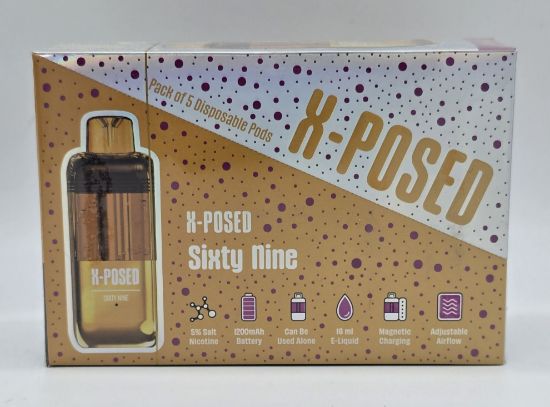 Pack of 5 Disposable Pods
X-POSED
X-POSED
Sixty Nine
X-POSED
SIXTY NINE
5% Salt
Nicotine
1200mAh
Battery
Can Be
Used Alone
16 ml
E-Liquid
Magnetic
Charging
Adjustable
Airflow